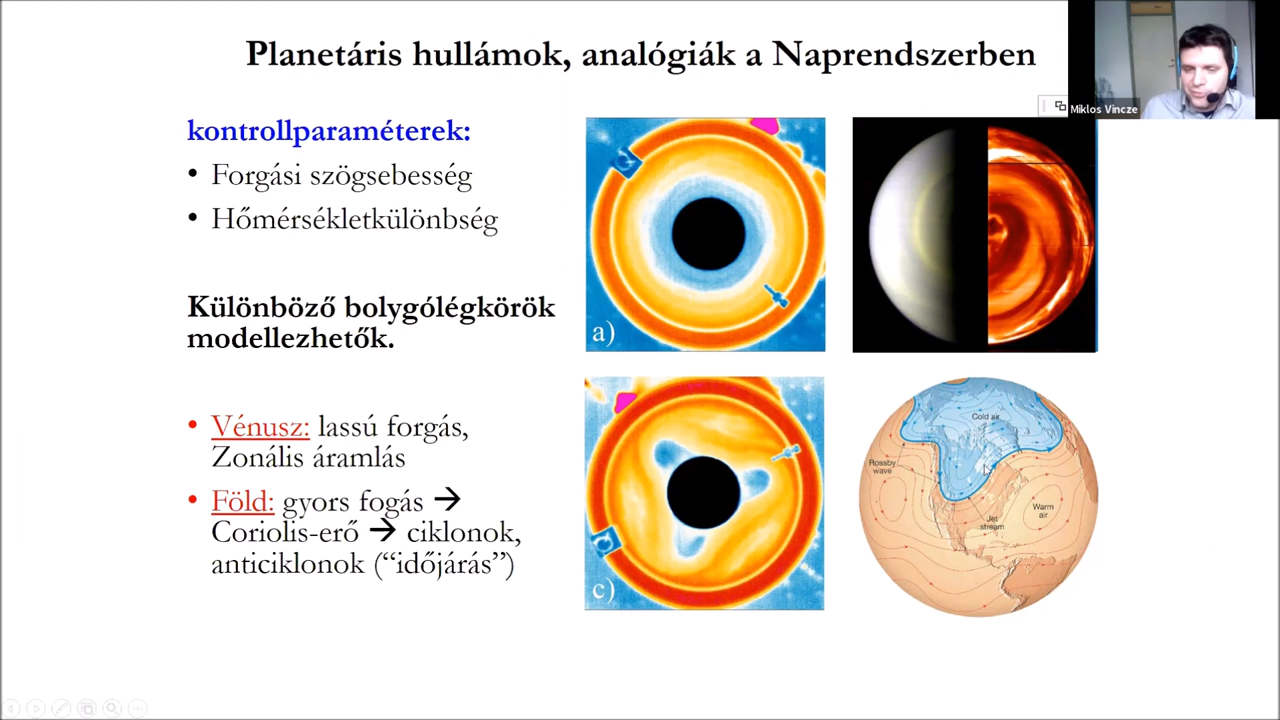 Planetáris hullámok, analógiák a Naprendszerben
Miklos Vincze
kontrollparaméterek:
• Forgási szögsebesség
• Hőmérsékletkülönbség
Különböző bolygólégkörök
modellezhetők.
• Vénusz: lassú forgás,
Zonális áramlás
• Föld: gyors fogás →
Coriolis-erő → ciklonok,
anticiklonok (“időjárás”)
a)
c)
Cold air
Rossby
wave
Warm
air
Jet
stream